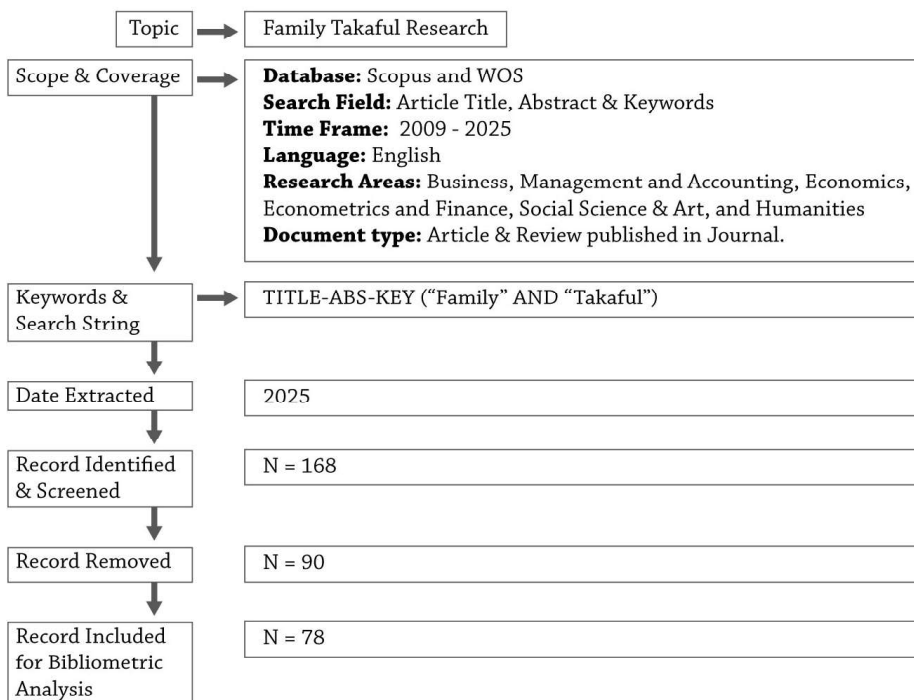 Topic
Family Takaful Research
Scope & Coverage
Database: Scopus and WOS
Search Field: Article Title, Abstract & Keywords
Time Frame: 2009 - 2025
Language: English
Research Areas: Business, Management and Accounting, Economics,
Econometrics and Finance, Social Science & Art, and Humanities
Document type: Article & Review published in Journal.
Keywords &
Search String
TITLE-ABS-KEY (“Family” AND “Takaful”)
Date Extracted
2025
Record Identified
& Screened
N = 168
Record Removed
N = 90
Record Included
for Bibliometric
Analysis
N = 78